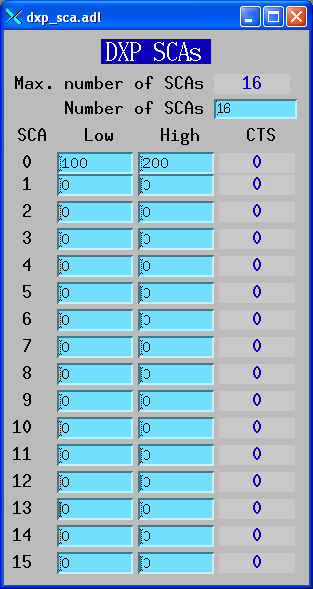 dxp_sca.adl
DXP SCAs
Max. number of SCAs 16
Number of SCAs 16
SCA Low High CTS
0 100 200 0
1 0 0 0
2 0 0 0
3 0 0 0
4 0 0 0
5 0 0 0
6 0 0 0
7 0 0 0
8 0 0 0
9 0 0 0
10 0 0 0
11 0 0 0
12 0 0 0
13 0 0 0
14 0 0 0
15 0 0 0